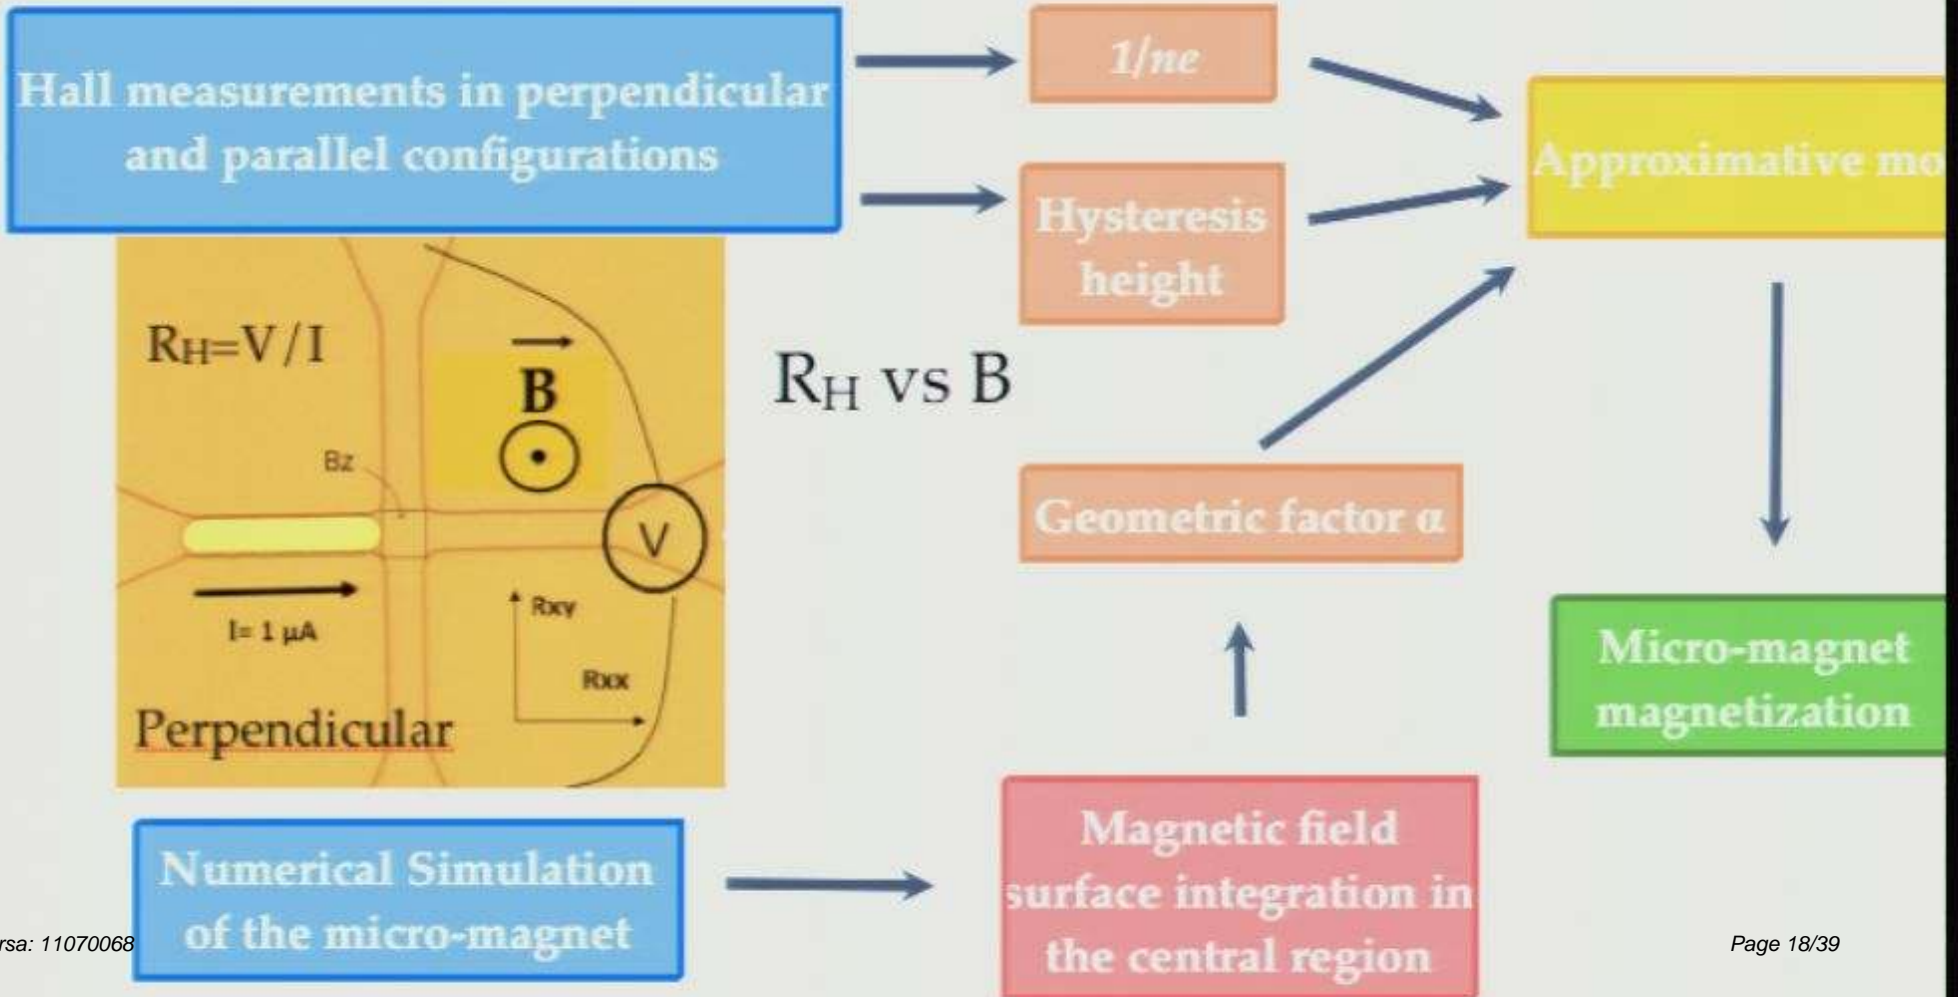 Hall measurements in perpendicular
and parallel configurations
1/ne
Hysteresis
height
Approximative mo
RH=V/I
B
Bz
V
I= 1 µA
Rxy
Rxx
Perpendicular
RH vs B
Geometric factor α
Micro-magnet
magnetization
Numerical Simulation
of the micro-magnet
Magnetic field
surface integration in
the central region
rsa: 11070068
Page 18/39